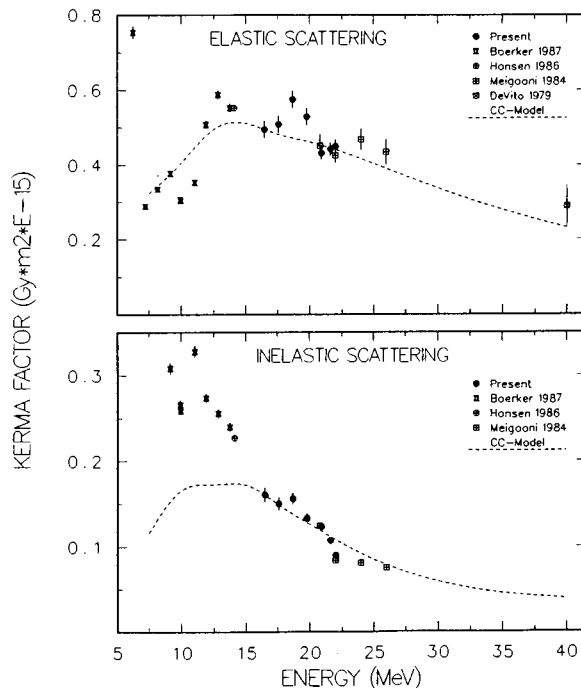 KERMA FACTOR (Gy*m2*E-15)
0.8
0.6
0.4
0.2
ELASTIC SCATTERING
Present
Boerker 1987
Hansen 1986
Meigooni 1984
DeVito 1979
CC-Model
0.3
0.2
0.1
INELASTIC SCATTERING
Present
Boerker 1987
Hansen 1986
Meigooni 1984
CC-Model
5 10 15 20 25 30 35 40
ENERGY (MeV)